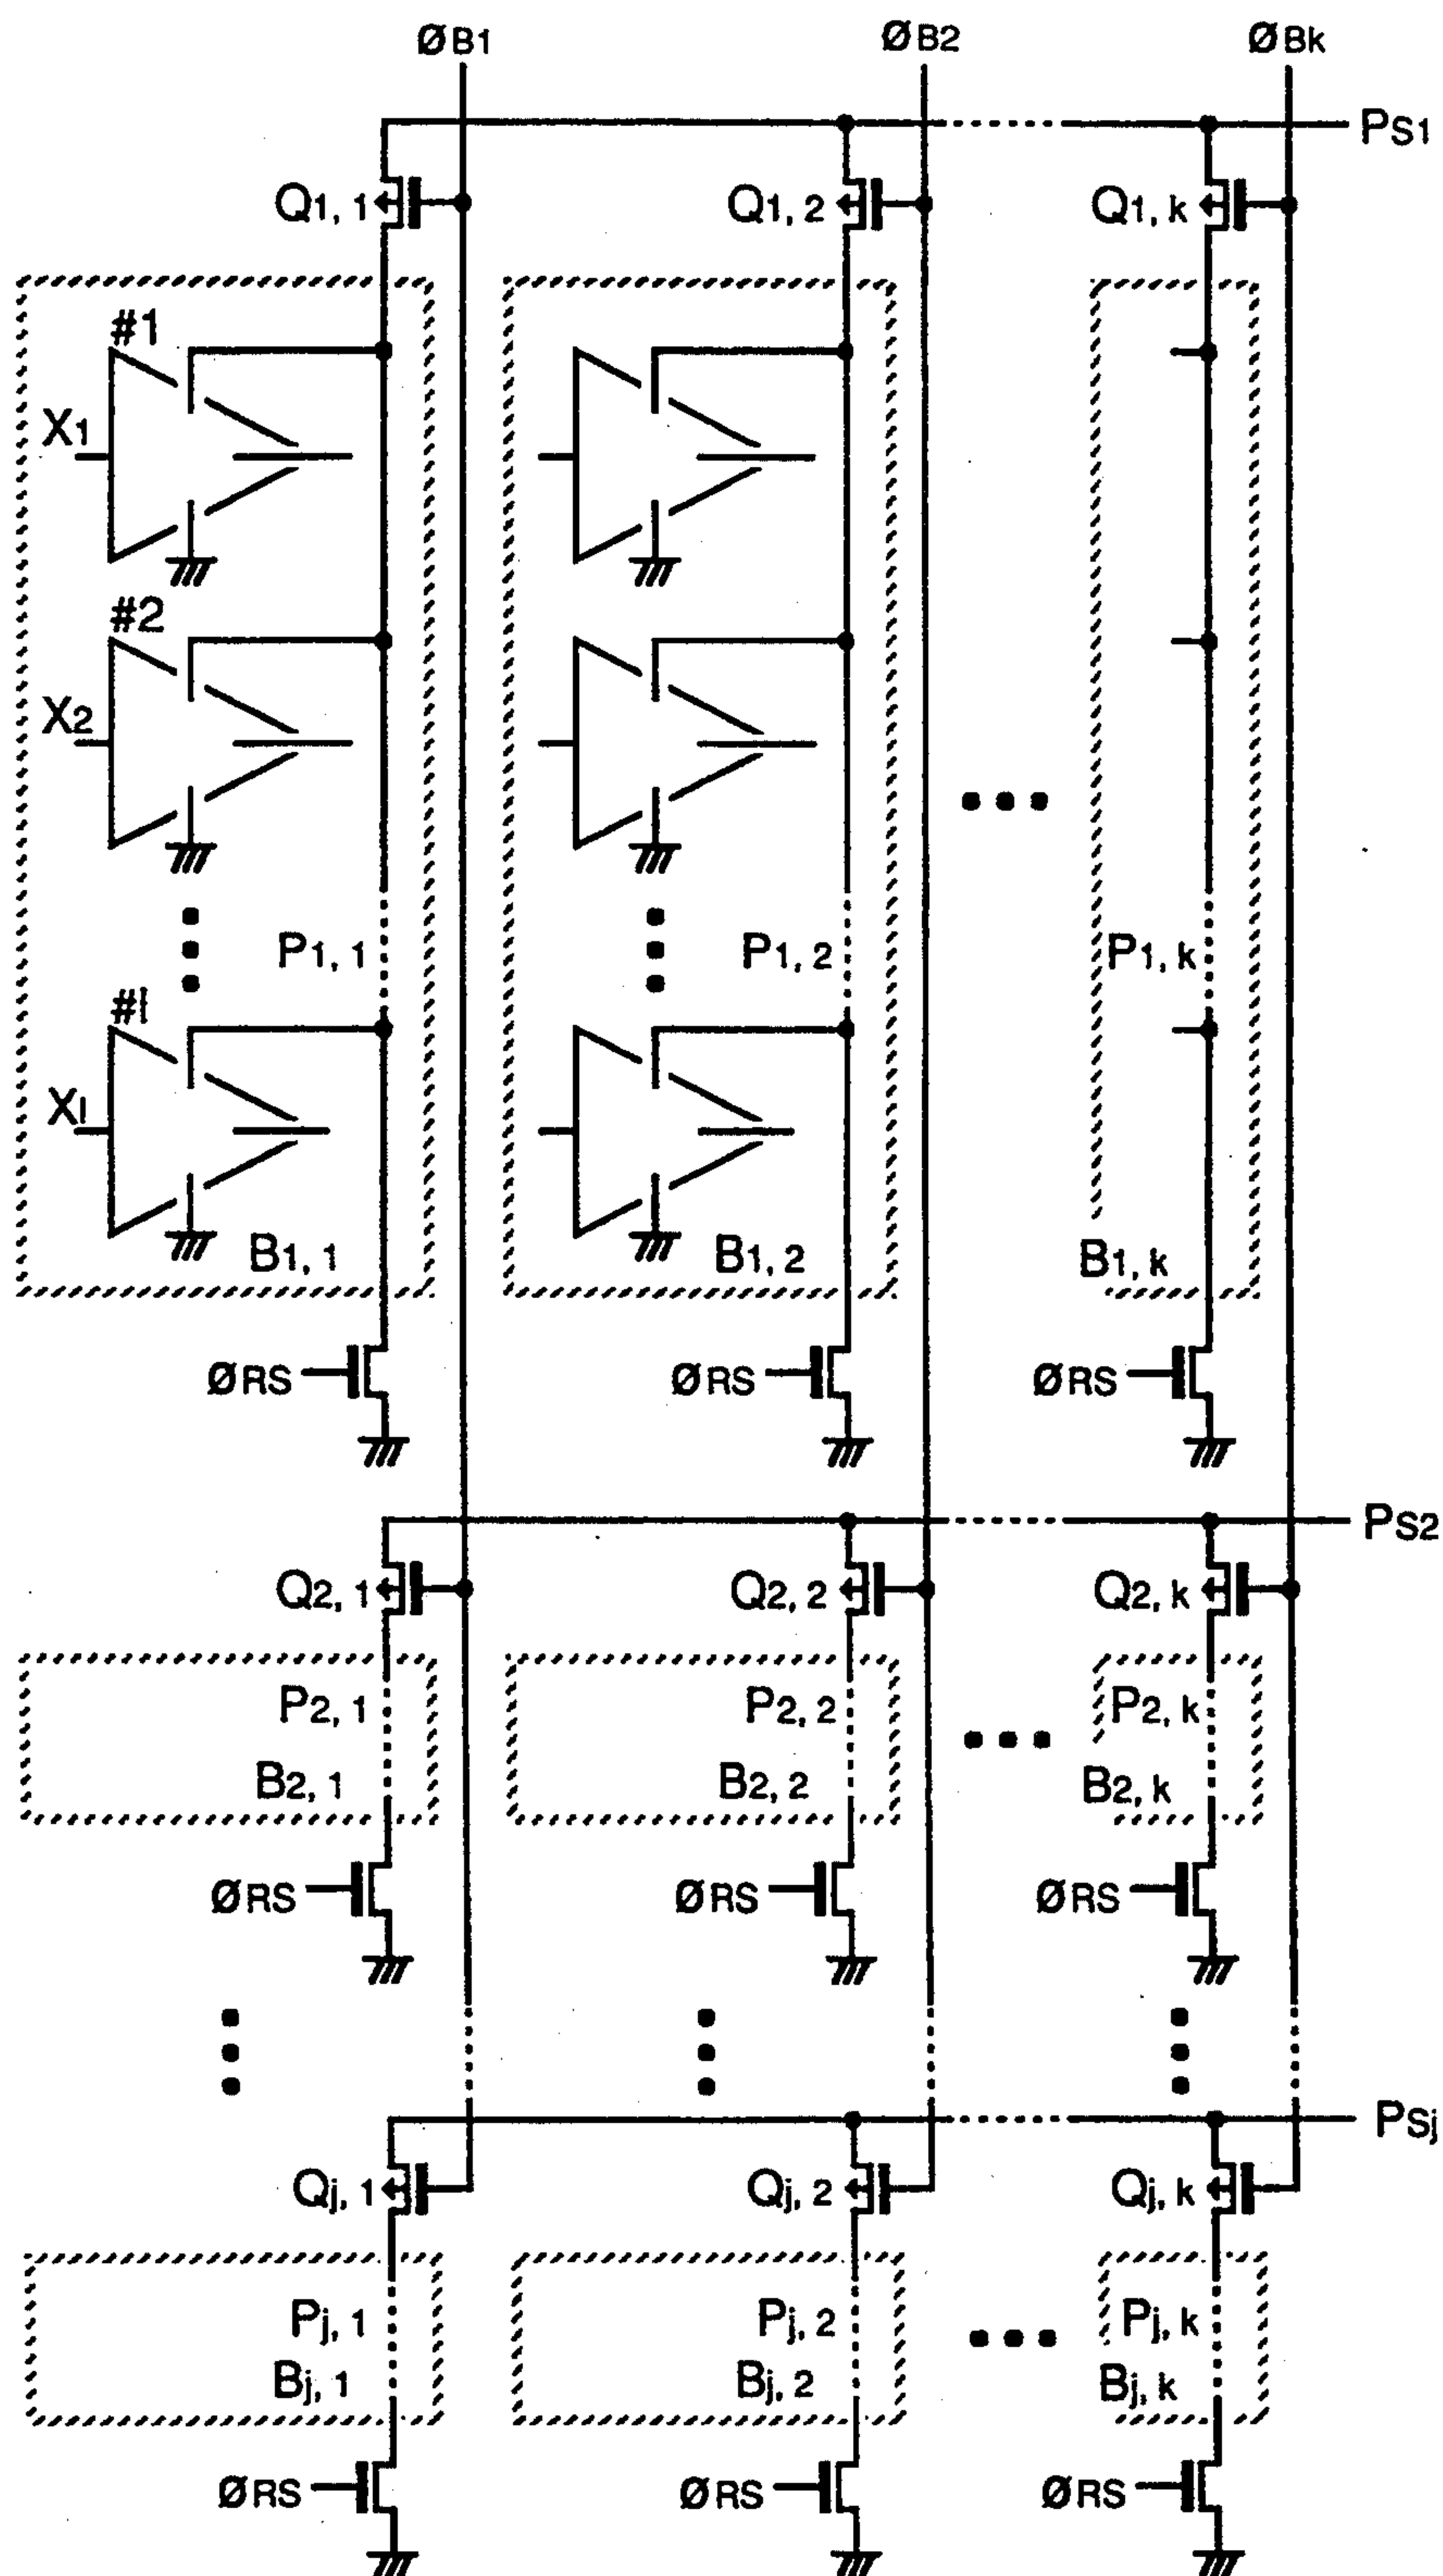 ØB1 ØB2 ØBk
PS1
Q1, 1 Q1, 2 Q1, k
#1
X1
#2
X2
P1, 1 P1, 2 P1, k
#l
Xl
B1, 1 B1, 2 B1, k
ØRS ØRS ØRS
PS2
Q2, 1 Q2, 2 Q2, k
P2, 1 P2, 2 P2, k
B2, 1 B2, 2 B2, k
ØRS ØRS ØRS
PSj
Qj, 1 Qj, 2 Qj, k
Pj, 1 Pj, 2 Pj, k
Bj, 1 Bj, 2 Bj, k
ØRS ØRS ØRS